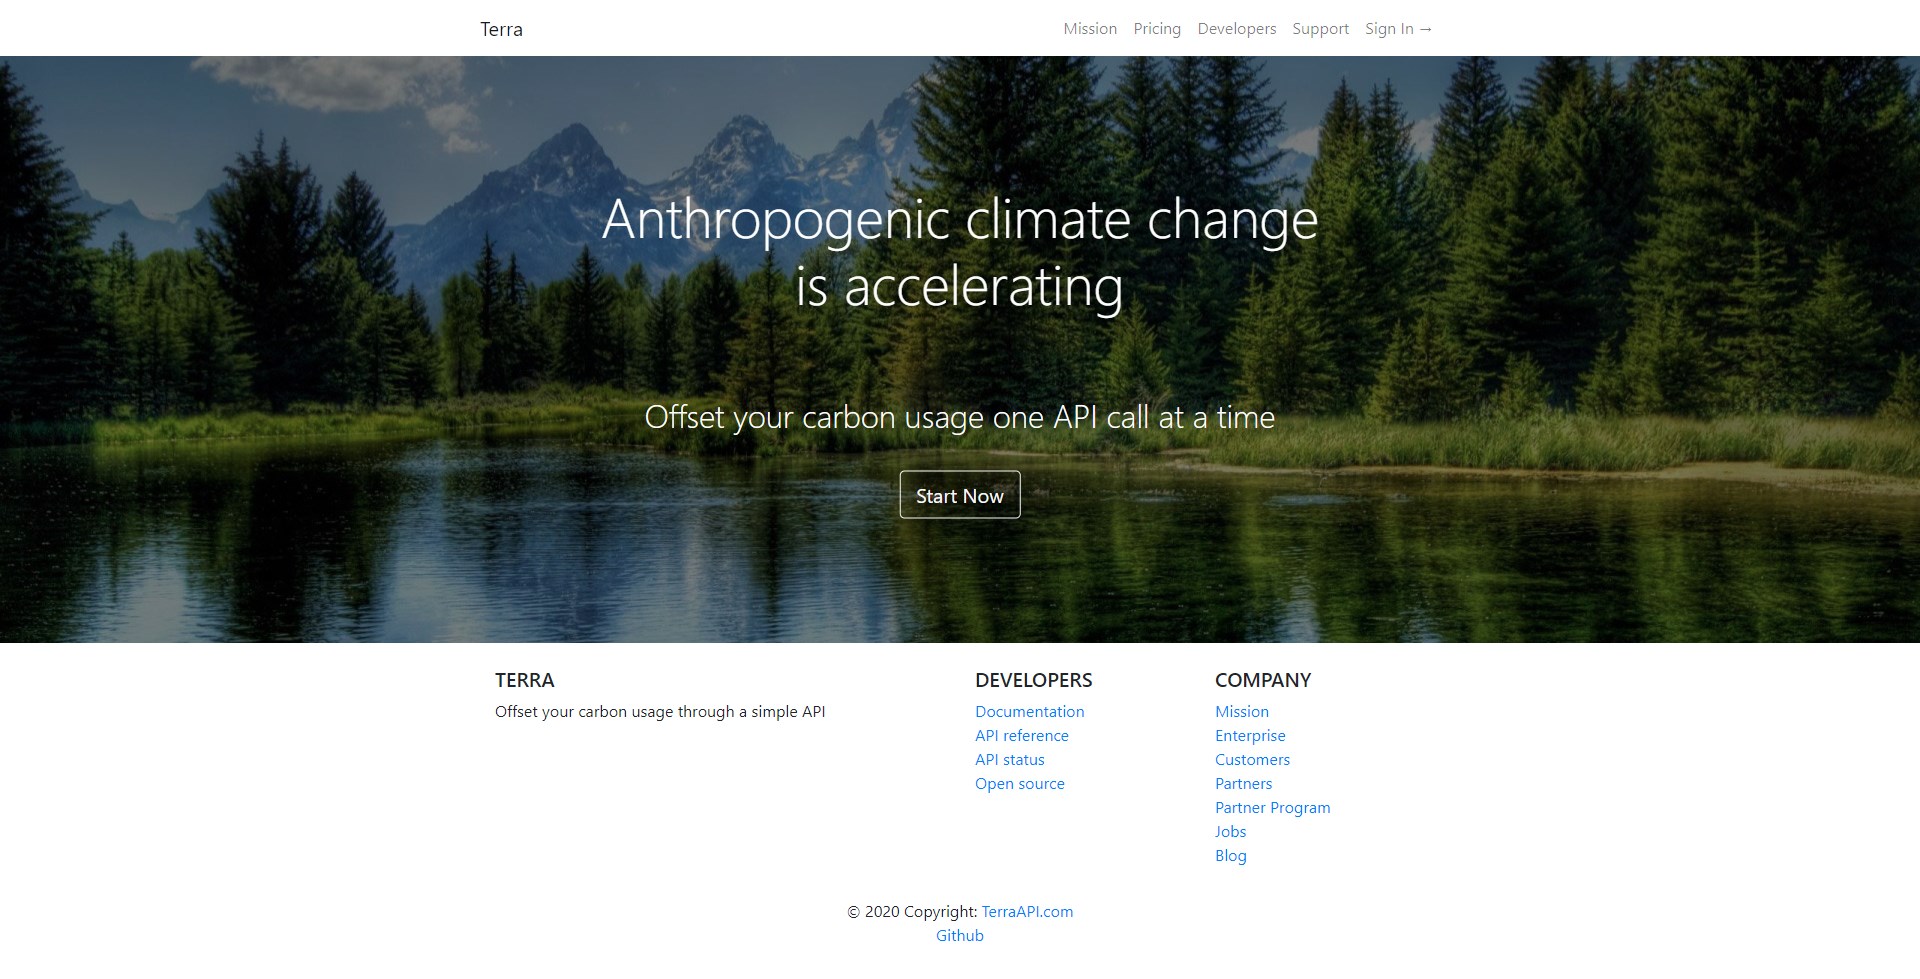 Terra
Mission Pricing Developers Support Sign In →
Anthropogenic climate change
is accelerating
Offset your carbon usage one API call at a time
Start Now
TERRA
Offset your carbon usage through a simple API
DEVELOPERS
Documentation
API reference
API status
Open source
COMPANY
Mission
Enterprise
Customers
Partners
Partner Program
Jobs
Blog
© 2020 Copyright: TerraAPI.com
Github